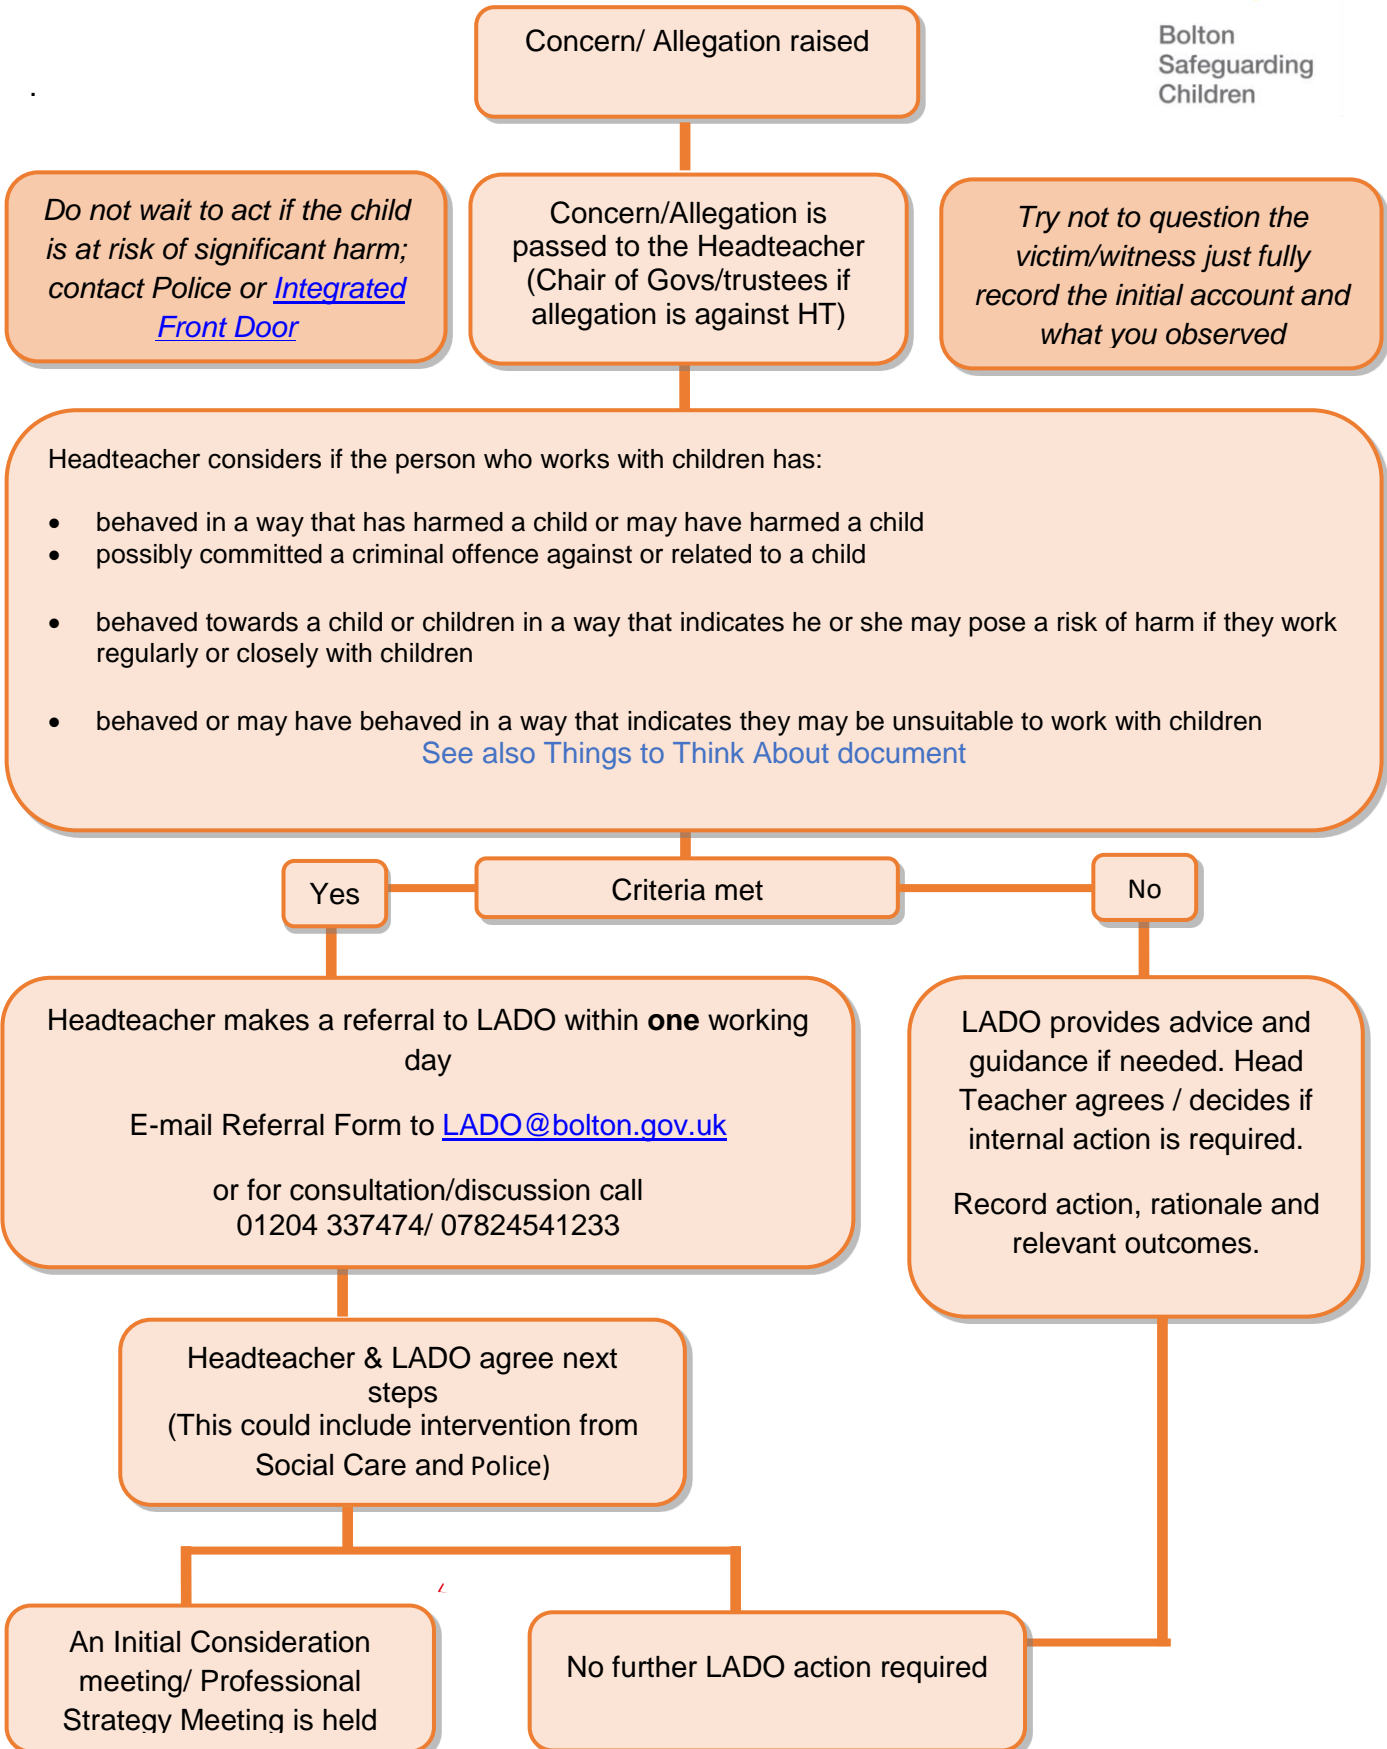 Concern/ Allegation raised
Bolton
Safeguarding
Children
.
Do not wait to act if the child
is at risk of significant harm;
contact Police or Integrated
Front Door
Concern/Allegation is
passed to the Headteacher
(Chair of Govs/trustees if
allegation is against HT)
Try not to question the
victim/witness just fully
record the initial account and
what you observed
Headteacher considers if the person who works with children has:
• behaved in a way that has harmed a child or may have harmed a child
• possibly committed a criminal offence against or related to a child
• behaved towards a child or children in a way that indicates he or she may pose a risk of harm if they work
regularly or closely with children
• behaved or may have behaved in a way that indicates they may be unsuitable to work with children
See also Things to Think About document
Yes
Criteria met
No
Headteacher makes a referral to LADO within one working
day
E-mail Referral Form to LADO@bolton.gov.uk
or for consultation/discussion call
01204 337474/ 07824541233
LADO provides advice and
guidance if needed. Head
Teacher agrees / decides if
internal action is required.
Record action, rationale and
relevant outcomes.
Headteacher & LADO agree next
steps
(This could include intervention from
Social Care and Police)
An Initial Consideration
meeting/ Professional
Strategy Meeting is held
No further LADO action required